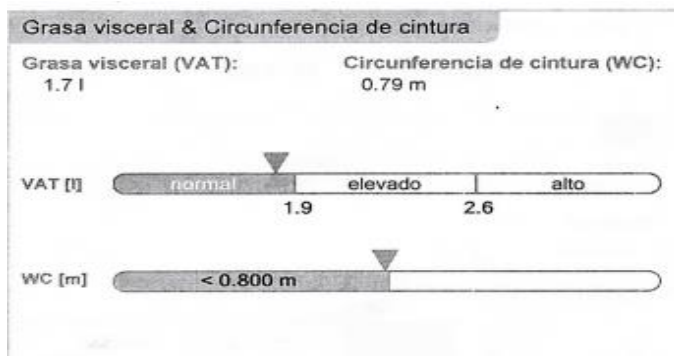 Grasa visceral & Circunferencia de cintura
Grasa visceral (VAT): Circunferencia de cintura (WC):
1.7 l 0.79 m
VAT [l] normal elevado alto
1.9 2.6
WC [m] < 0.800 m